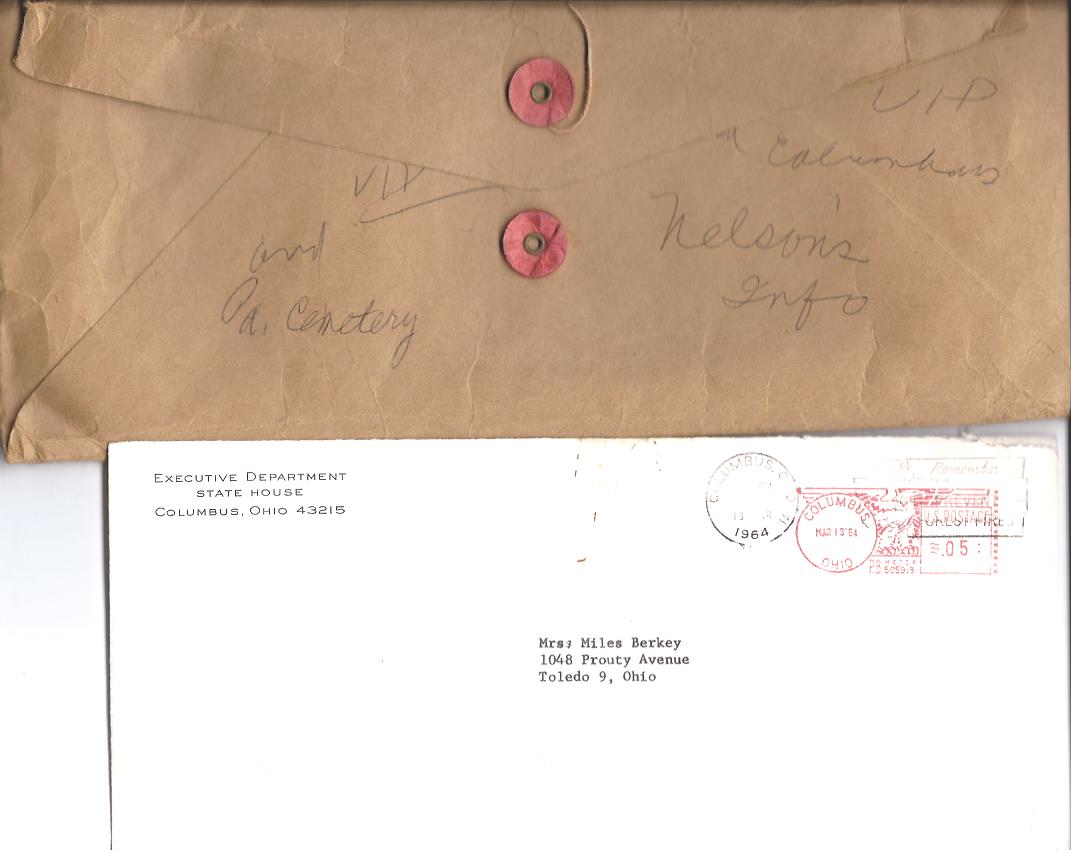 VIP
Columbus
Nelson's
Info
VIP
and
Pa. Cemetery
EXECUTIVE DEPARTMENT
STATE HOUSE
COLUMBUS, OHIO 43215
COLUMBUS, O
1964
COLUMBUS
MAR 13 '64
OHIO
U.S. POSTAGE
.05
Remember
Mrs; Miles Berkey
1048 Prouty Avenue
Toledo 9, Ohio